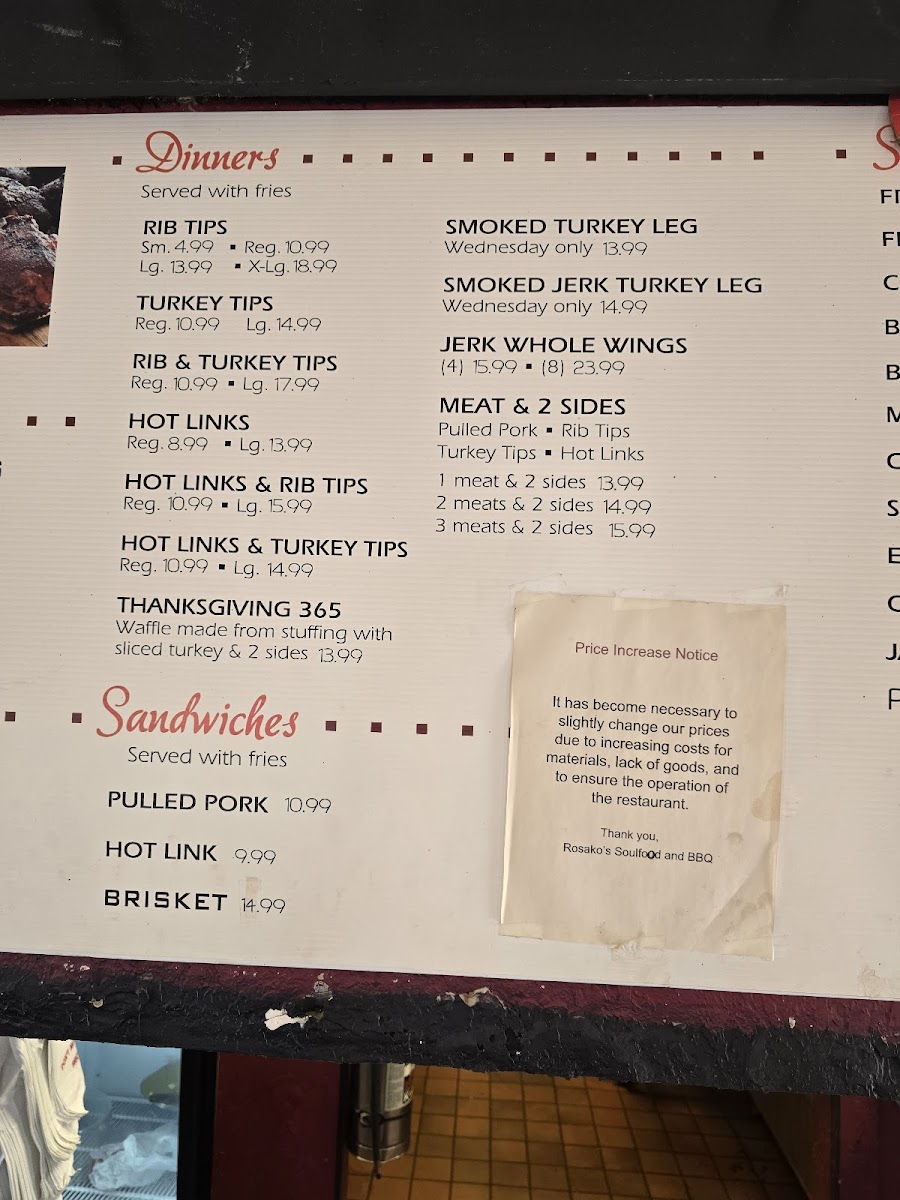 Dinners
Served with fries
RIB TIPS
Sm. 4.99 ▪ Reg. 10.99
Lg. 13.99 ▪ X-Lg. 18.99
TURKEY TIPS
Reg. 10.99 Lg. 14.99
RIB & TURKEY TIPS
Reg. 10.99 ▪ Lg. 17.99
HOT LINKS
Reg. 8.99 ▪ Lg. 13.99
HOT LINKS & RIB TIPS
Reg. 10.99 ▪ Lg. 15.99
HOT LINKS & TURKEY TIPS
Reg. 10.99 ▪ Lg. 14.99
THANKSGIVING 365
Waffle made from stuffing with
sliced turkey & 2 sides 13.99
SMOKED TURKEY LEG
Wednesday only 13.99
SMOKED JERK TURKEY LEG
Wednesday only 14.99
JERK WHOLE WINGS
(4) 15.99 ▪ (8) 23.99
MEAT & 2 SIDES
Pulled Pork ▪ Rib Tips
Turkey Tips ▪ Hot Links
1 meat & 2 sides 13.99
2 meats & 2 sides 14.99
3 meats & 2 sides 15.99
Sandwiches
Served with fries
PULLED PORK 10.99
HOT LINK 9.99
BRISKET 14.99
Price Increase Notice
It has become necessary to
slightly change our prices
due to increasing costs for
materials, lack of goods, and
to ensure the operation of
the restaurant.
Thank you,
Rosako's Soulfood and BBQ